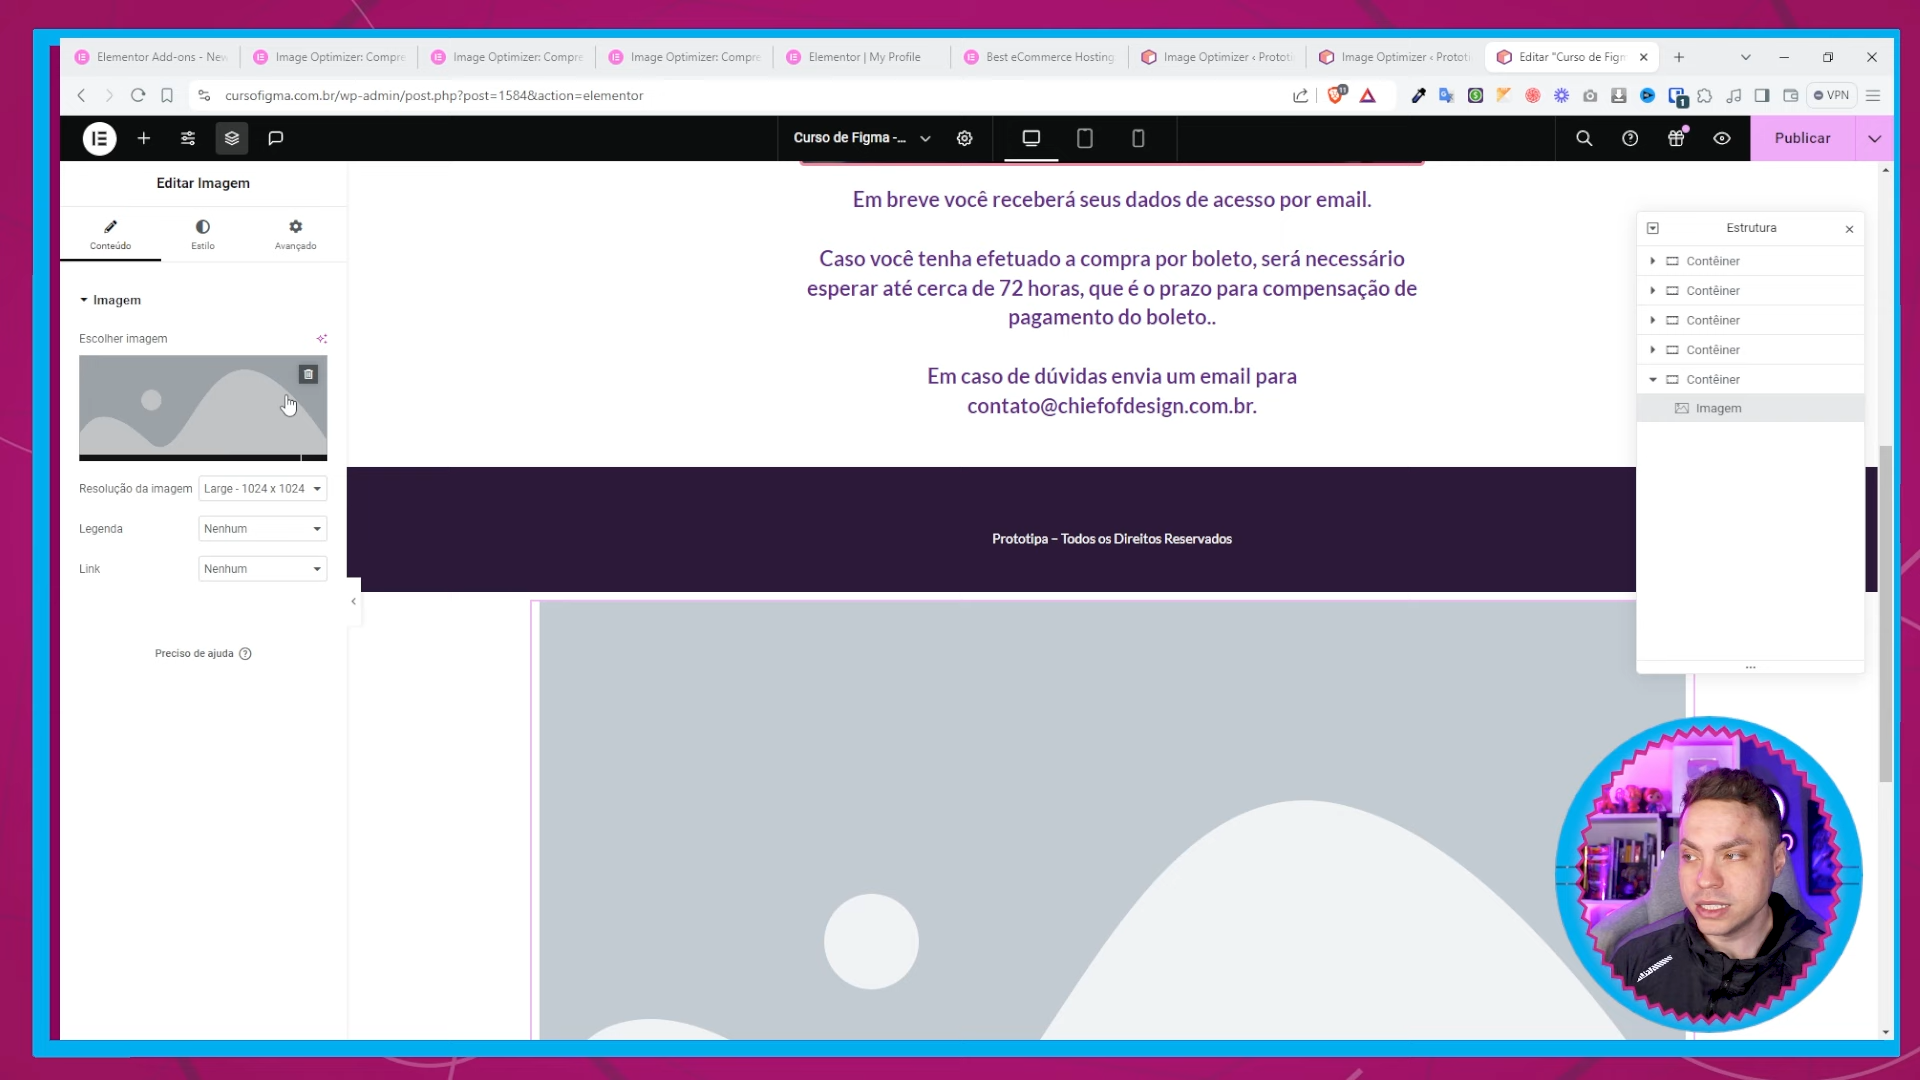 Elementor Add-ons - New
Image Optimizer: Compre
Image Optimizer: Compre
Image Optimizer: Compre
Elementor | My Profile
Best eCommerce Hosting
Image Optimizer ‹ Prototi
Image Optimizer ‹ Prototi
Editar "Curso de Figm
cursofigma.com.br/wp-admin/post.php?post=1584&action=elementor
VPN
Curso de Figma -...
Publicar
Editar Imagem
Conteúdo
Estilo
Avançado
Imagem
Escolher imagem
Resolução da imagem
Large - 1024 x 1024
Legenda
Nenhum
Link
Nenhum
Preciso de ajuda
Em breve você receberá seus dados de acesso por email.
Caso você tenha efetuado a compra por boleto, será necessário
esperar até cerca de 72 horas, que é o prazo para compensação de
pagamento do boleto..
Em caso de dúvidas envia um email para
contato@chiefofdesign.com.br.
Prototipa – Todos os Direitos Reservados
Estrutura
Contêiner
Contêiner
Contêiner
Contêiner
Contêiner
Imagem